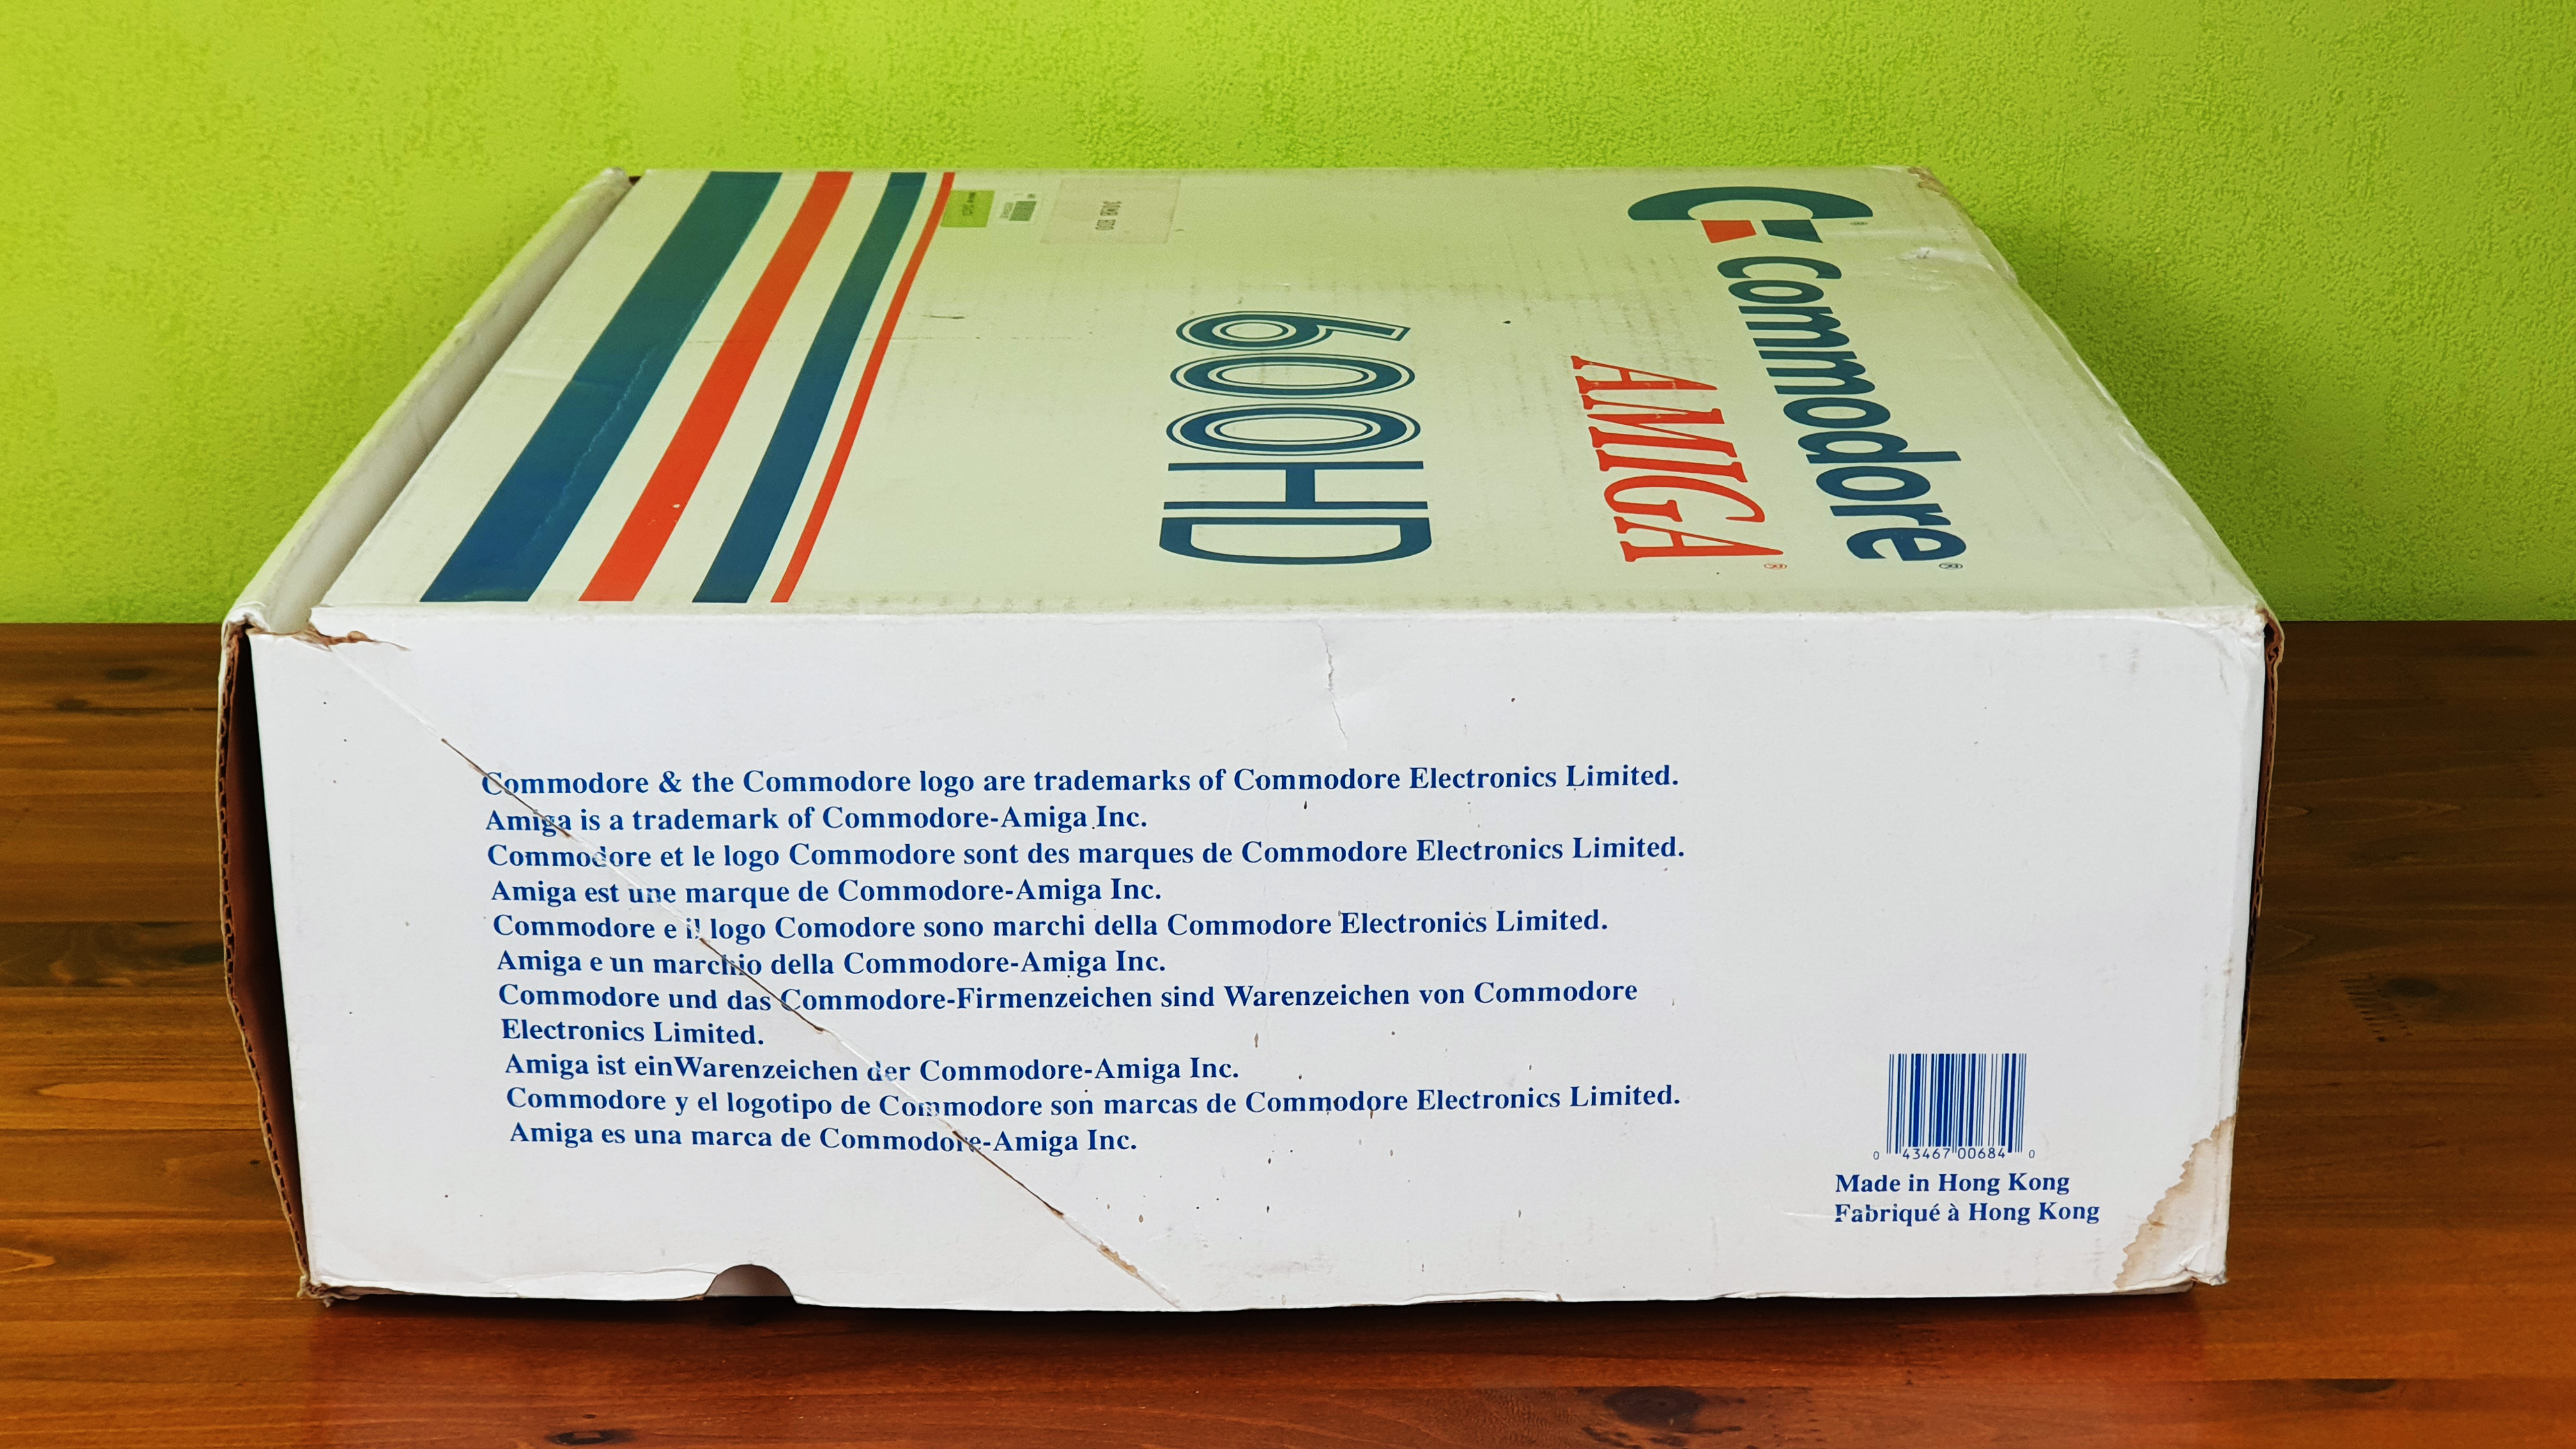 Commodore®
AMIGA®
600HD
Commodore & the Commodore logo are trademarks of Commodore Electronics Limited.
Amiga is a trademark of Commodore-Amiga Inc.
Commodore et le logo Commodore sont des marques de Commodore Electronics Limited.
Amiga est une marque de Commodore-Amiga Inc.
Commodore e il logo Comodore sono marchi della Commodore Electronics Limited.
Amiga e un marchio della Commodore-Amiga Inc.
Commodore und das Commodore-Firmenzeichen sind Warenzeichen von Commodore
Electronics Limited.
Amiga ist einWarenzeichen der Commodore-Amiga Inc.
Commodore y el logotipo de Commodore son marcas de Commodore Electronics Limited.
Amiga es una marca de Commodore-Amiga Inc.
0 43467 00684 0
Made in Hong Kong
Fabriqué à Hong Kong